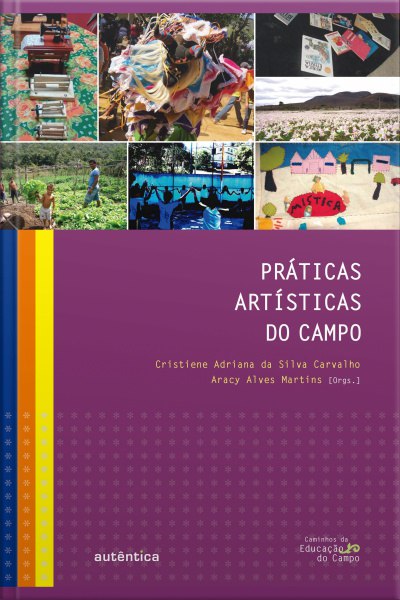 MÍSTICA
PRÁTICAS
ARTÍSTICAS
DO CAMPO
Cristiene Adriana da Silva Carvalho
Aracy Alves Martins [Orgs.]
autêntica
Caminhos da
Educação
do Campo